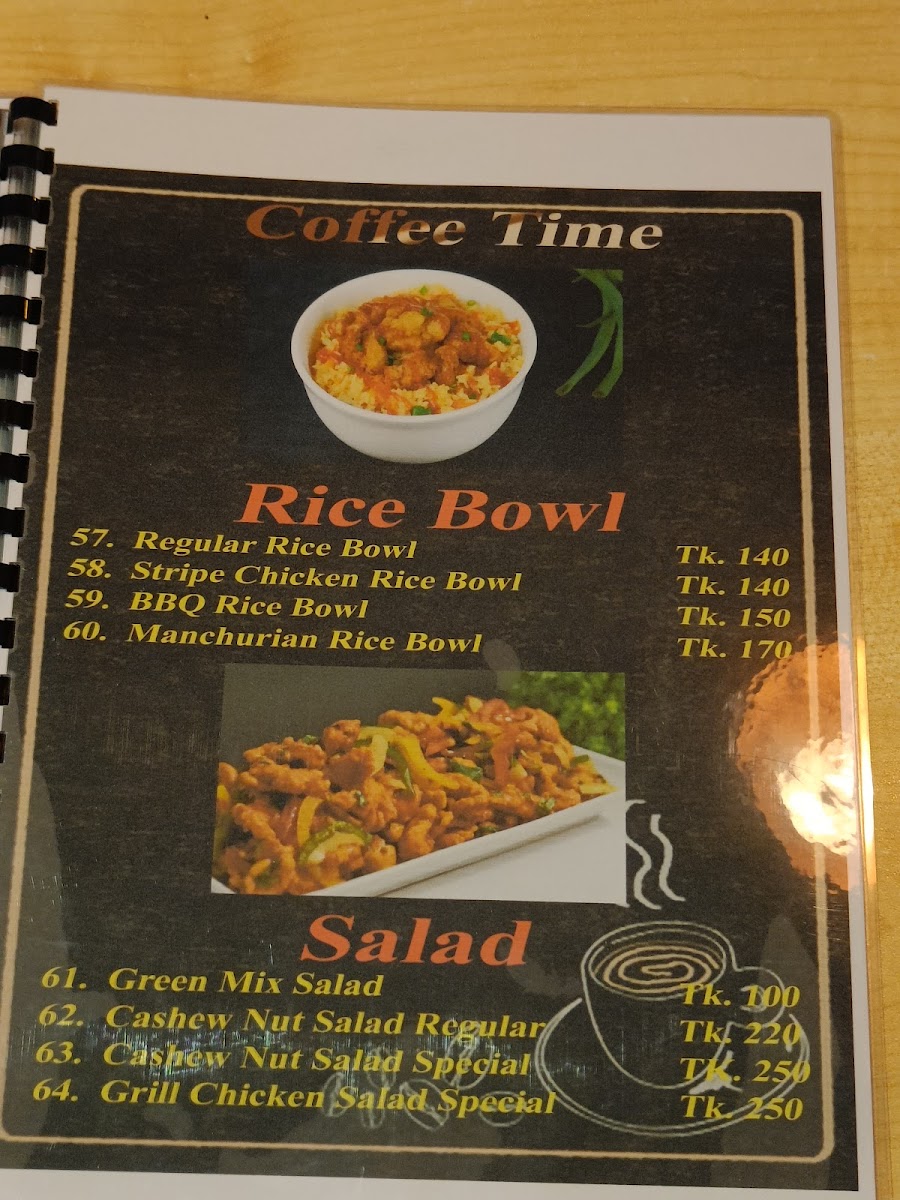 Coffee Time
Rice Bowl
57. Regular Rice Bowl Tk. 140
58. Stripe Chicken Rice Bowl Tk. 140
59. BBQ Rice Bowl Tk. 150
60. Manchurian Rice Bowl Tk. 170
Salad
61. Green Mix Salad Tk. 100
62. Cashew Nut Salad Regular Tk. 220
63. Cashew Nut Salad Special TK. 250
64. Grill Chicken Salad Special Tk. 250